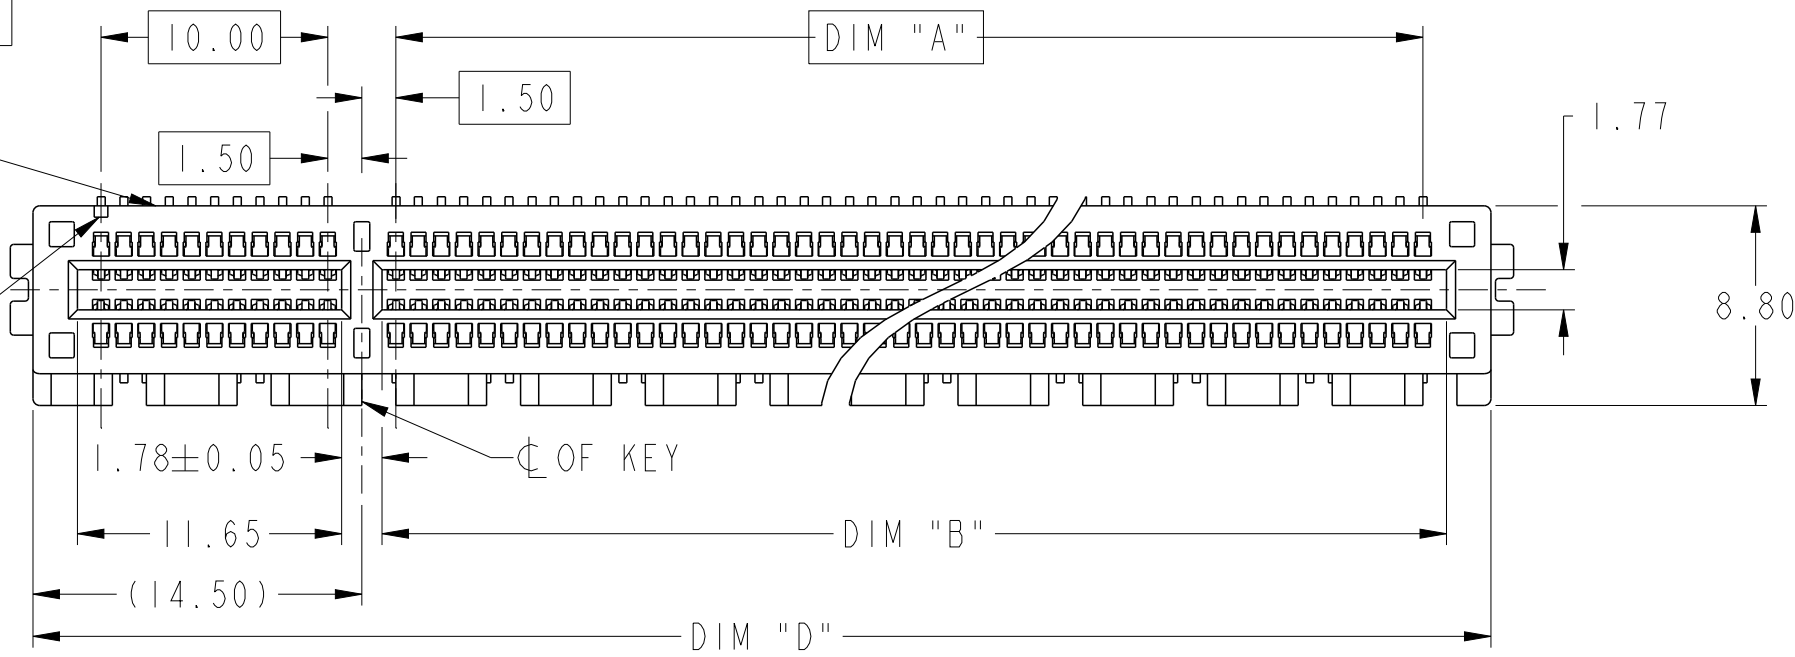 10.00
DIM "A"
1.50
1.50
1.77
8.80
1.78±0.05
℄ OF KEY
11.65
DIM "B"
(14.50)
DIM "D"